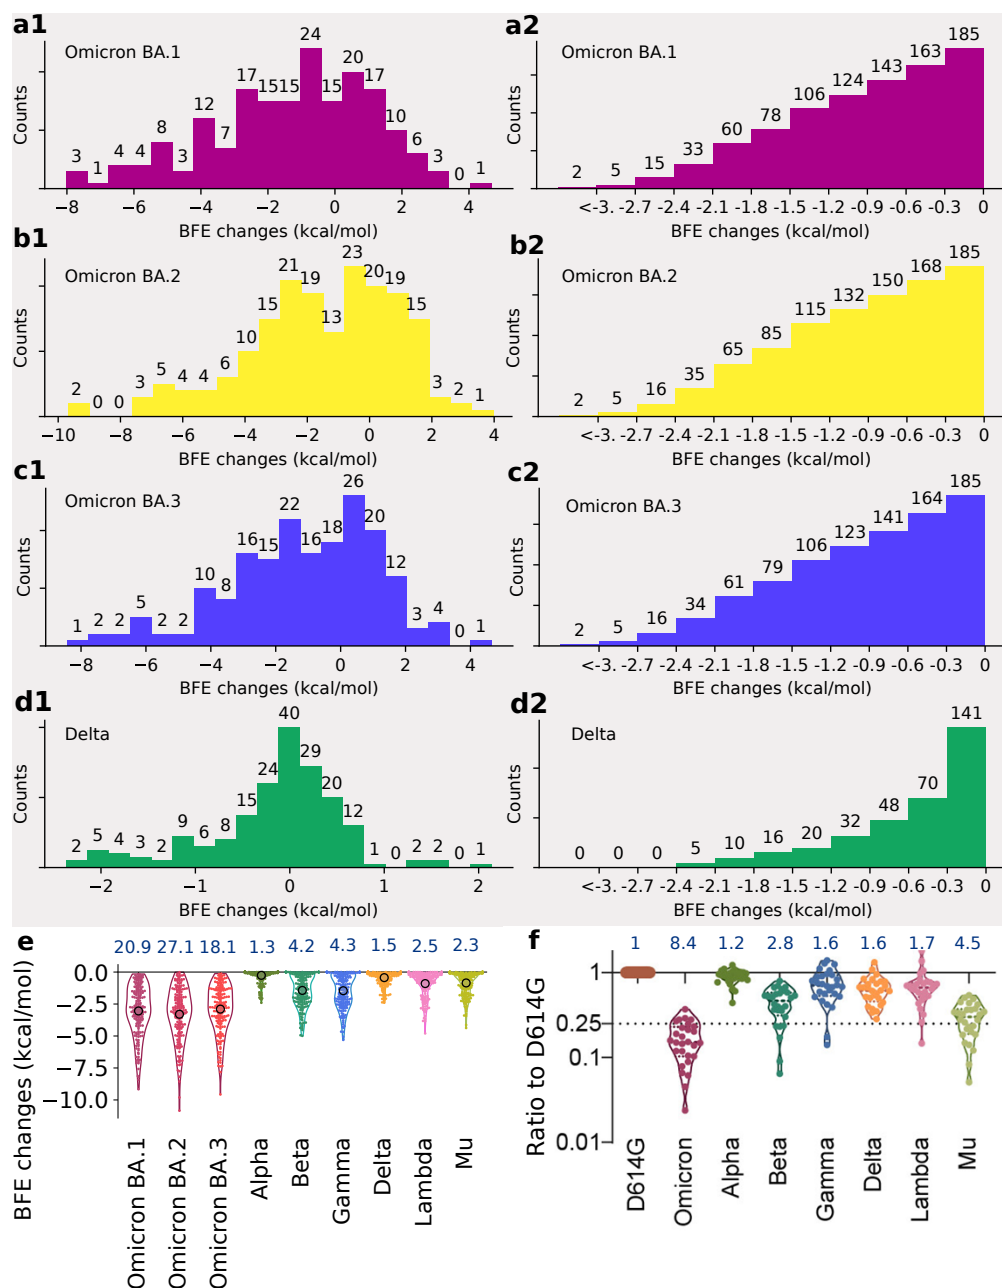 a1
Omicron BA.1
Counts
3 1 4 4 8 3 12 7 17 15 15 24 15 20 17 10 6 3 0 1
−8 −6 −4 −2 0 2 4
BFE changes (kcal/mol)
a2
Omicron BA.1
Counts
2 5 15 33 60 78 106 124 143 163 185
<-3. -2.7 -2.4 -2.1 -1.8 -1.5 -1.2 -0.9 -0.6 -0.3 0
BFE changes (kcal/mol)
b1
Omicron BA.2
Counts
2 0 0 3 5 4 4 6 10 15 21 19 13 23 20 19 15 3 2 1
−10 −8 −6 −4 −2 0 2 4
BFE changes (kcal/mol)
b2
Omicron BA.2
Counts
2 5 16 35 65 85 115 132 150 168 185
<-3. -2.7 -2.4 -2.1 -1.8 -1.5 -1.2 -0.9 -0.6 -0.3 0
BFE changes (kcal/mol)
c1
Omicron BA.3
Counts
1 2 2 5 2 2 10 8 16 15 22 16 18 26 20 12 3 4 0 1
−8 −6 −4 −2 0 2 4
BFE changes (kcal/mol)
c2
Omicron BA.3
Counts
2 5 16 34 61 79 106 123 141 164 185
<-3. -2.7 -2.4 -2.1 -1.8 -1.5 -1.2 -0.9 -0.6 -0.3 0
BFE changes (kcal/mol)
d1
Delta
Counts
2 5 4 3 2 9 6 8 15 24 40 29 20 12 1 0 2 2 0 1
−2 −1 0 1 2
BFE changes (kcal/mol)
d2
Delta
Counts
0 0 0 5 10 16 20 32 48 70 141
<-3. -2.7 -2.4 -2.1 -1.8 -1.5 -1.2 -0.9 -0.6 -0.3 0
BFE changes (kcal/mol)
e
20.9 27.1 18.1 1.3 4.2 4.3 1.5 2.5 2.3
BFE changes (kcal/mol)
0.0
−2.5
−5.0
−7.5
−10.0
Omicron BA.1
Omicron BA.2
Omicron BA.3
Alpha
Beta
Gamma
Delta
Lambda
Mu
f
1 8.4 1.2 2.8 1.6 1.6 1.7 4.5
Ratio to D614G
1
0.25
0.1
0.01
D614G
Omicron
Alpha
Beta
Gamma
Delta
Lambda
Mu